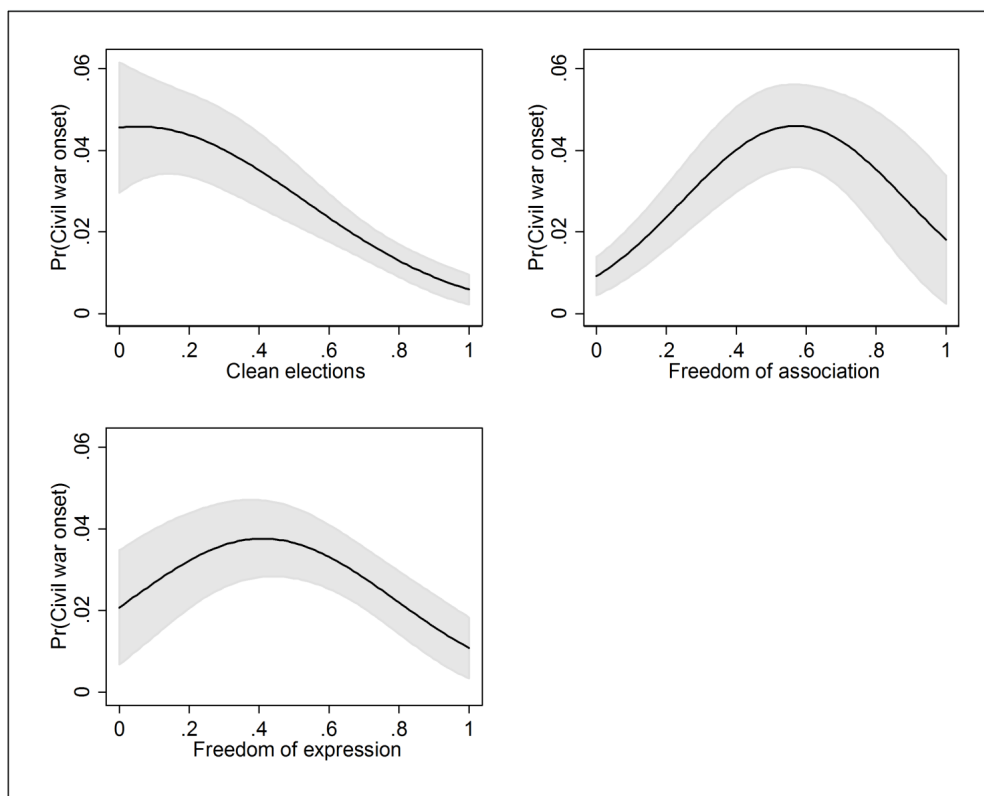 Pr(Civil war onset)
.06
.04
.02
0
0 .2 .4 .6 .8 1
Clean elections
Pr(Civil war onset)
.06
.04
.02
0
0 .2 .4 .6 .8 1
Freedom of association
Pr(Civil war onset)
.06
.04
.02
0
0 .2 .4 .6 .8 1
Freedom of expression